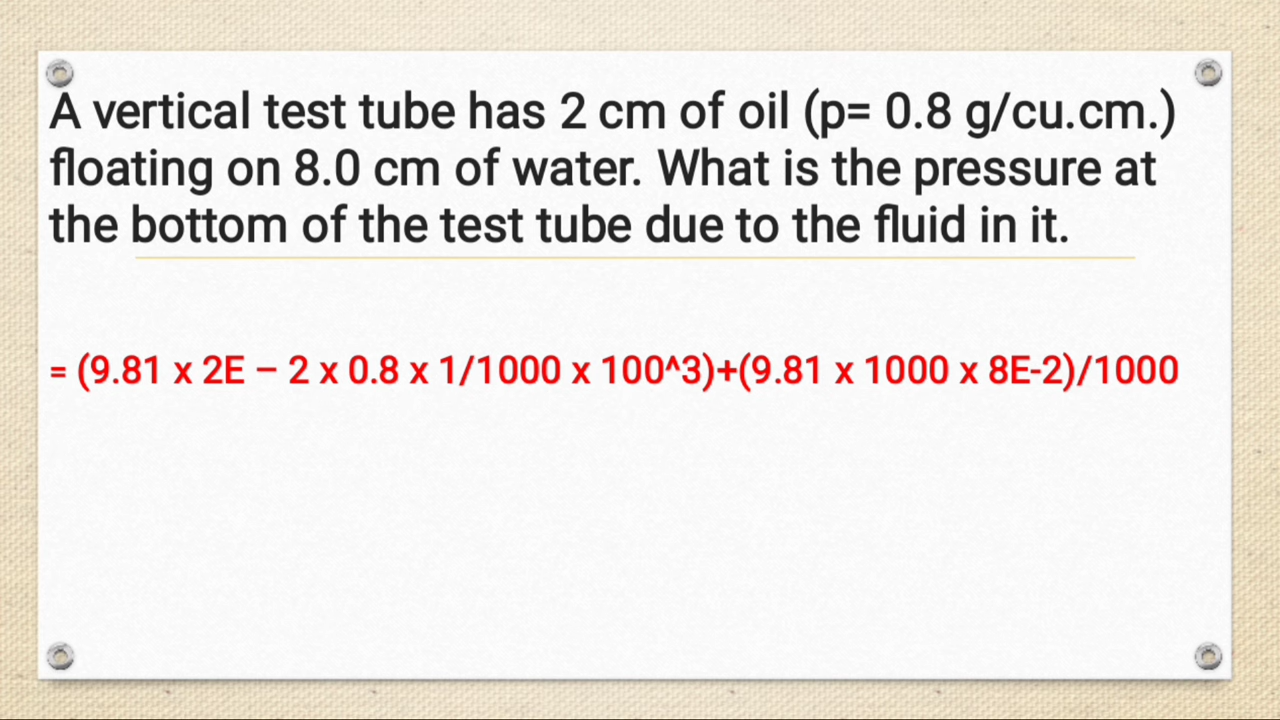 A vertical test tube has 2 cm of oil (p= 0.8 g/cu.cm.)
floating on 8.0 cm of water. What is the pressure at
the bottom of the test tube due to the fluid in it.
= (9.81 x 2E – 2 x 0.8 x 1/1000 x 100^3)+(9.81 x 1000 x 8E-2)/1000